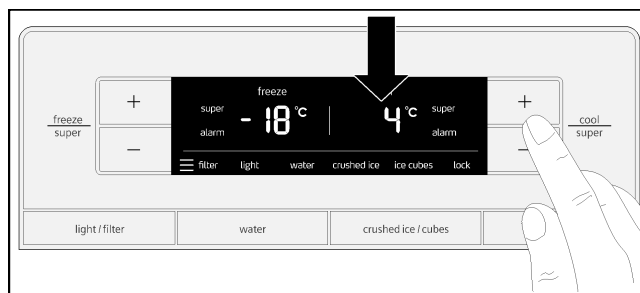 freeze
super
+
−
freeze
super
alarm
- 18 °C
4 °C
super
alarm
filter light water crushed ice ice cubes lock
+
−
cool
super
light / filter
water
crushed ice / cubes